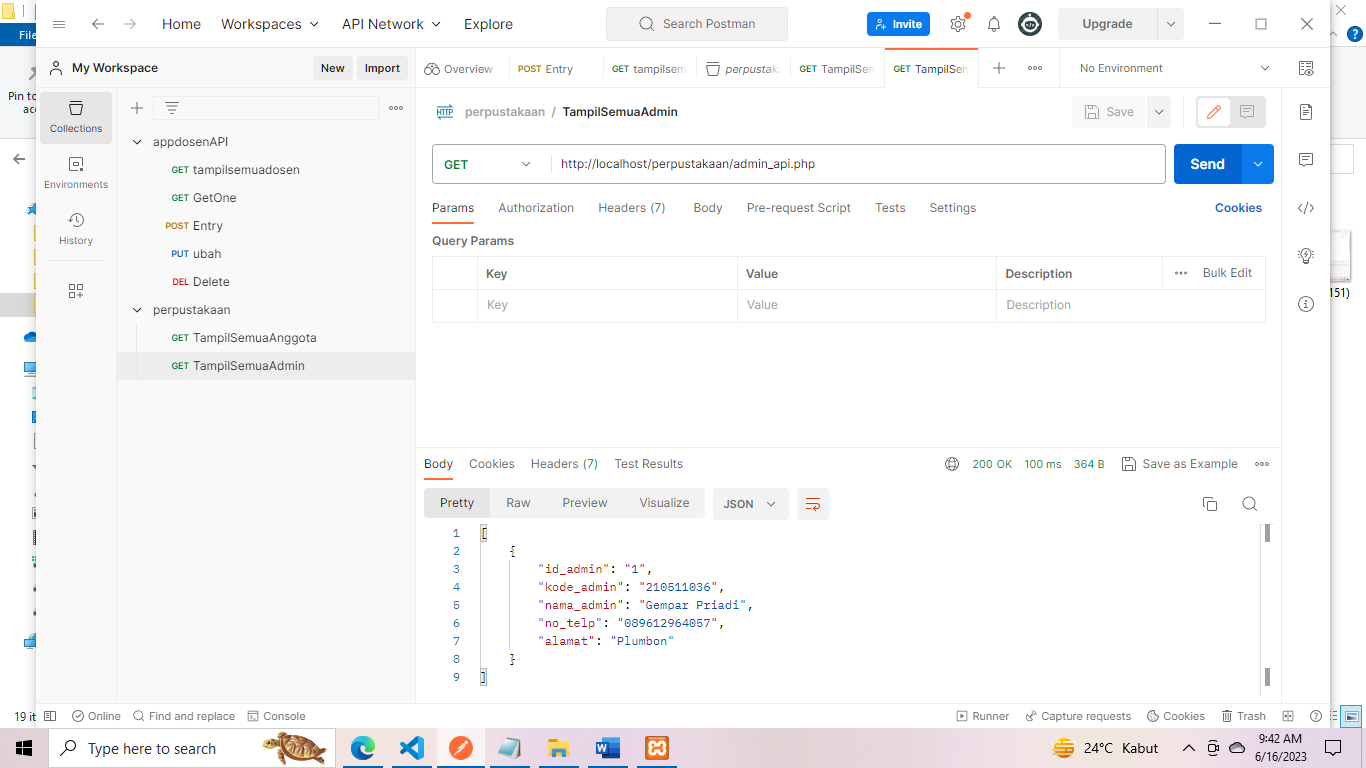 File
Home
Workspaces
API Network
Explore
Search Postman
Invite
Upgrade
My Workspace
New
Import
Overview
POST Entry
GET tampilsem
perpustaka
GET TampilSen
GET TampilSen
No Environment
Pin to
Collections
Environments
History
appdosenAPI
GET tampilsemuadosen
GET GetOne
POST Entry
PUT ubah
DEL Delete
perpustakaan
GET TampilSemuaAnggota
GET TampilSemuaAdmin
HTTP
perpustakaan / TampilSemuaAdmin
Save
GET
http://localhost/perpustakaan/admin_api.php
Send
Params
Authorization
Headers (7)
Body
Pre-request Script
Tests
Settings
Cookies
Query Params
Key
Value
Description
Bulk Edit
Key
Value
Description
151)
Body
Cookies
Headers (7)
Test Results
200 OK
100 ms
364 B
Save as Example
Pretty
Raw
Preview
Visualize
JSON
1 [
2 {
3 "id_admin": "1",
4 "kode_admin": "210511036",
5 "nama_admin": "Gempar Priadi",
6 "no_telp": "089612964057",
7 "alamat": "Plumbon"
8 }
9 ]
19 it
Online
Find and replace
Console
Runner
Capture requests
Cookies
Trash
Type here to search
24°C Kabut
9:42 AM
6/16/2023